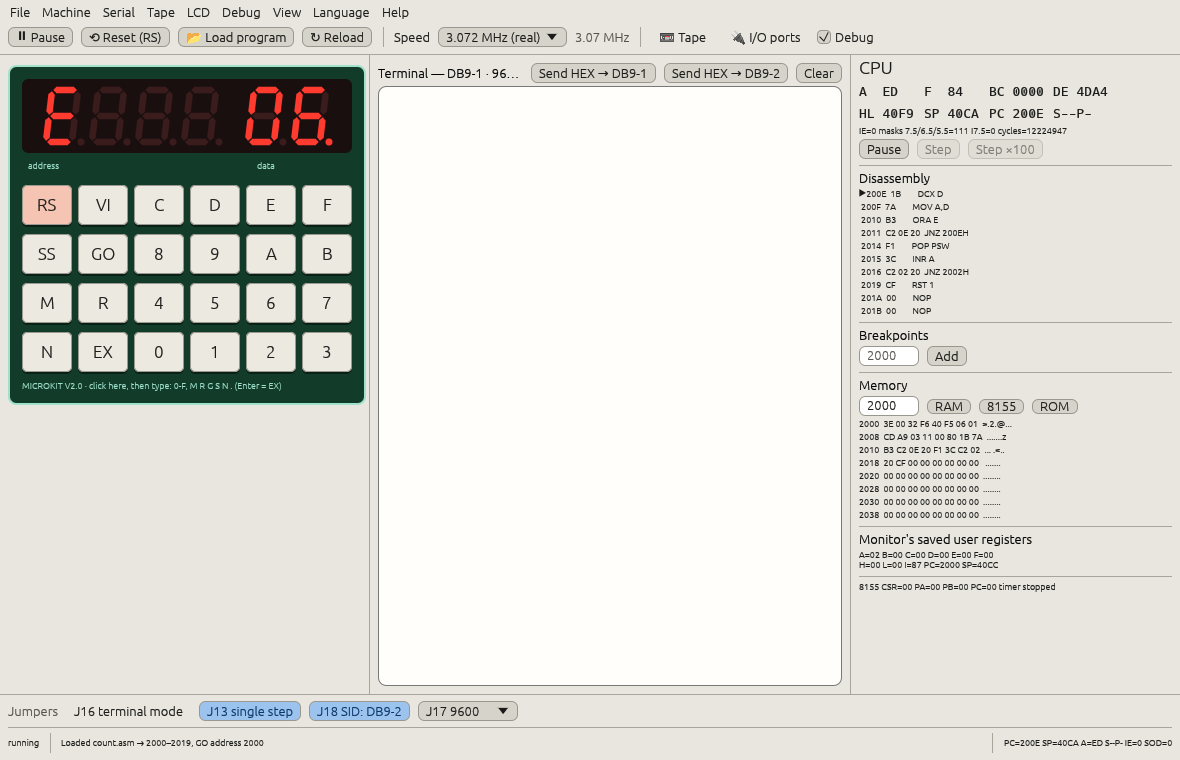 File Machine Serial Tape LCD Debug View Language Help
Pause Reset (RS) Load program Reload Speed 3.072 MHz (real) 3.07 MHz Tape I/O ports Debug
E 06.
address data
RS VI C D E F
SS GO 8 9 A B
M R 4 5 6 7
N EX 0 1 2 3
MICROKIT V2.0 · click here, then type: 0-F, M R G S N . (Enter = EX)
Terminal — DB9-1 · 96… Send HEX → DB9-1 Send HEX → DB9-2 Clear
CPU
A ED F 84 BC 0000 DE 4DA4
HL 40F9 SP 40CA PC 200E S--P-
IE=0 masks 7.5/6.5/5.5=111 I7.5=0 cycles=12224947
Pause Step Step ×100
Disassembly
▶200E 1B DCX D
200F 7A MOV A,D
2010 B3 ORA E
2011 C2 0E 20 JNZ 200EH
2014 F1 POP PSW
2015 3C INR A
2016 C2 02 20 JNZ 2002H
2019 CF RST 1
201A 00 NOP
201B 00 NOP
Breakpoints
2000 Add
Memory
2000 RAM 8155 ROM
2000 3E 00 32 F6 40 F5 06 01 >.2.@...
2008 CD A9 03 11 00 80 1B 7A .......z
2010 B3 C2 0E 20 F1 3C C2 02 ... .<..
2018 20 CF 00 00 00 00 00 00 .......
2020 00 00 00 00 00 00 00 00 ........
2028 00 00 00 00 00 00 00 00 ........
2030 00 00 00 00 00 00 00 00 ........
2038 00 00 00 00 00 00 00 00 ........
Monitor's saved user registers
A=02 B=00 C=00 D=00 E=00 F=00
H=00 L=00 I=87 PC=2000 SP=40CC
8155 CSR=00 PA=00 PB=00 PC=00 timer stopped
Jumpers J16 terminal mode J13 single step J18 SID: DB9-2 J17 9600
running Loaded count.asm → 2000–2019, GO address 2000 PC=200E SP=40CA A=ED S--P- IE=0 SOD=0